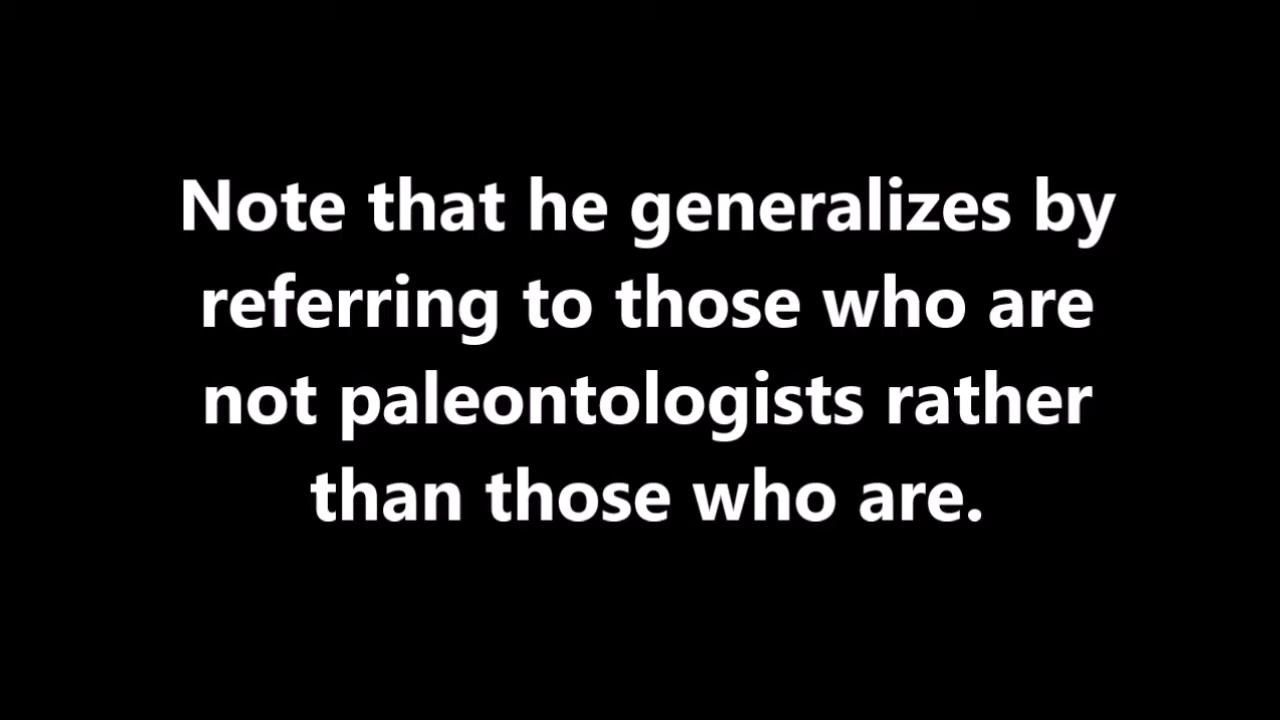 Note that he generalizes by
referring to those who are
not paleontologists rather
than those who are.